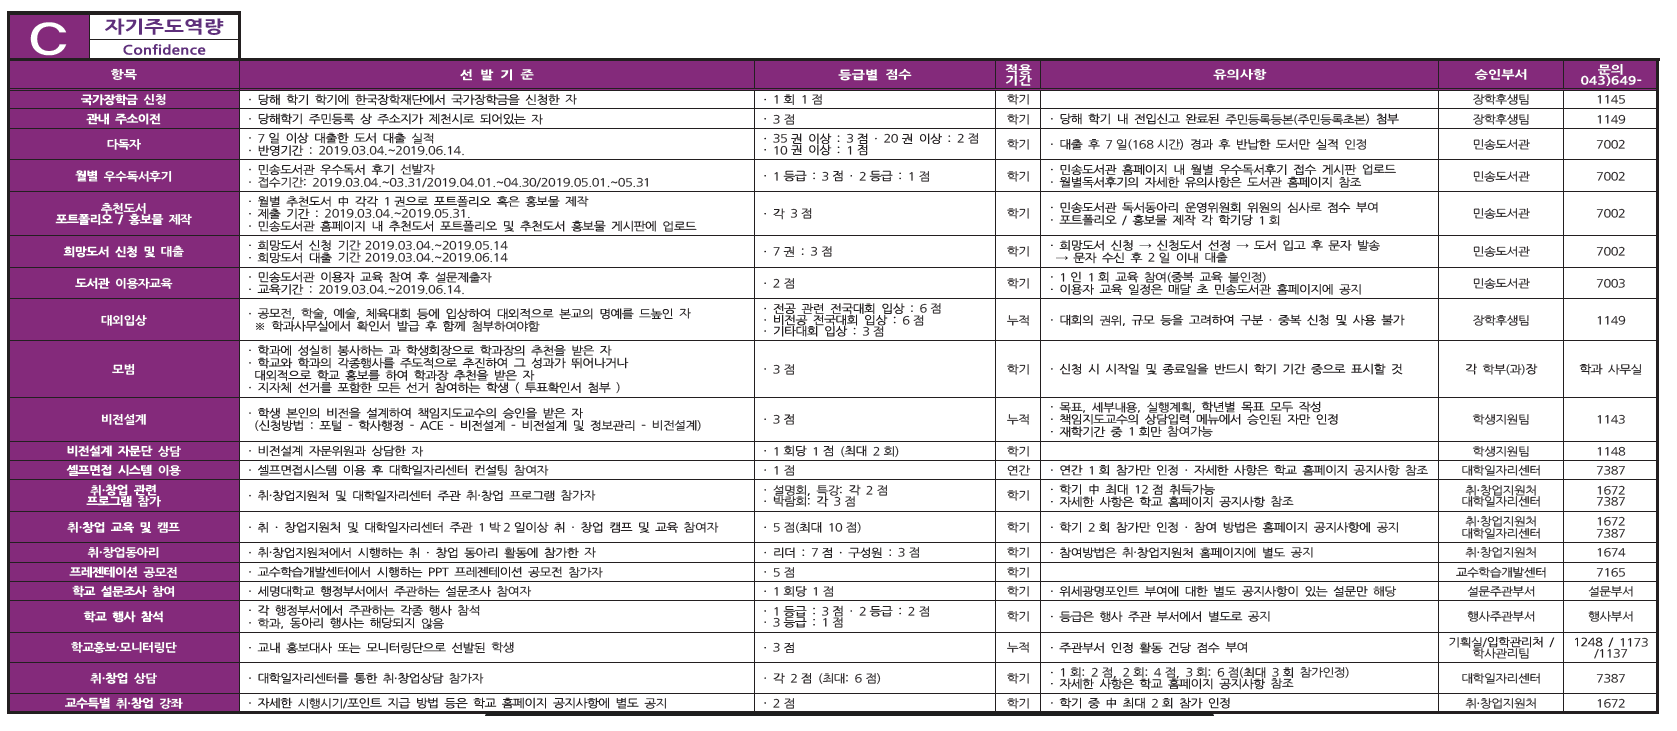 C
자기주도역량
Confidence
항목 선 발 기 준 등급별 점수 적용 기간 유의사항 승인부서 문의 043)649-
국가장학금 신청 · 당해 학기 학기에 한국장학재단에서 국가장학금을 신청한 자 · 1회 1점 학기 장학후생팀 1145
관내 주소이전 · 당해학기 주민등록 상 주소지가 제천시로 되어있는 자 · 3점 학기 · 당해 학기 내 전입신고 완료된 주민등록등본(주민등록초본) 첨부 장학후생팀 1149
다독자
· 7일 이상 대출한 도서 대출 실적
· 반영기간 : 2019.03.04.~2019.06.14.
· 35권 이상 : 3점 · 20권 이상 : 2점
· 10권 이상 : 1점
학기 · 대출 후 7일(168시간) 경과 후 반납한 도서만 실적 인정 민송도서관 7002
월별 우수독서후기
· 민송도서관 우수독서 후기 선발자
· 접수기간: 2019.03.04.~03.31/2019.04.01.~04.30/2019.05.01.~05.31
· 1등급 : 3점 · 2등급 : 1점 학기
· 민송도서관 홈페이지 내 월별 우수독서후기 접수 게시판 업로드
· 월별독서후기의 자세한 유의사항은 도서관 홈페이지 참조
민송도서관 7002
추천도서
포트폴리오 / 홍보물 제작
· 월별 추천도서 中 각각 1권으로 포트폴리오 혹은 홍보물 제작
· 제출 기간 : 2019.03.04.~2019.05.31.
· 민송도서관 홈페이지 내 추천도서 포트폴리오 및 추천도서 홍보물 게시판에 업로드
· 각 3점 학기
· 민송도서관 독서동아리 운영위원회 위원의 심사로 점수 부여
· 포트폴리오 / 홍보물 제작 각 학기당 1회
민송도서관 7002
희망도서 신청 및 대출
· 희망도서 신청 기간 2019.03.04.~2019.05.14
· 희망도서 대출 기간 2019.03.04.~2019.06.14
· 7권 : 3점 학기
· 희망도서 신청 → 신청도서 선정 → 도서 입고 후 문자 발송
→ 문자 수신 후 2일 이내 대출
민송도서관 7002
도서관 이용자교육
· 민송도서관 이용자 교육 참여 후 설문제출자
· 교육기간 : 2019.03.04.~2019.06.14.
· 2점 학기
· 1인 1회 교육 참여(중복 교육 불인정)
· 이용자 교육 일정은 매달 초 민송도서관 홈페이지에 공지
민송도서관 7003
대외입상
· 공모전, 학술, 예술, 체육대회 등에 입상하여 대외적으로 본교의 명예를 드높인 자
※ 학과사무실에서 확인서 발급 후 함께 첨부하여야함
· 전공 관련 전국대회 입상 : 6점
· 비전공 전국대회 입상 : 6점
· 기타대회 입상 : 3점
누적 · 대회의 권위, 규모 등을 고려하여 구분 · 중복 신청 및 사용 불가 장학후생팀 1149
모범
· 학과에 성실히 봉사하는 과 학생회장으로 학과장의 추천을 받은 자
· 학교와 학과의 각종행사를 주도적으로 추진하여 그 성과가 뛰어나거나
대외적으로 학교 홍보를 하여 학과장 추천을 받은 자
· 지자체 선거를 포함한 모든 선거 참여하는 학생 ( 투표확인서 첨부 )
· 3점 학기 · 신청 시 시작일 및 종료일을 반드시 학기 기간 중으로 표시할 것 각 학부(과)장 학과 사무실
비전설계
· 학생 본인의 비전을 설계하여 책임지도교수의 승인을 받은 자
(신청방법 : 포털 - 학사행정 - ACE - 비전설계 - 비전설계 및 정보관리 - 비전설계)
· 3점 누적
· 목표, 세부내용, 실행계획, 학년별 목표 모두 작성
· 책임지도교수의 상담입력 메뉴에서 승인된 자만 인정
· 재학기간 중 1회만 참여가능
학생지원팀 1143
비전설계 자문단 상담 · 비전설계 자문위원과 상담한 자 · 1회당 1점 (최대 2회) 학기 학생지원팀 1148
셀프면접 시스템 이용 · 셀프면접시스템 이용 후 대학일자리센터 컨설팅 참여자 · 1점 연간 · 연간 1회 참가만 인정 · 자세한 사항은 학교 홈페이지 공지사항 참조 대학일자리센터 7387
취·창업 관련
프로그램 참가
· 취·창업지원처 및 대학일자리센터 주관 취·창업 프로그램 참가자
· 설명회, 특강: 각 2점
· 박람회: 각 3점
학기
· 학기 中 최대 12점 취득가능
· 자세한 사항은 학교 홈페이지 공지사항 참조
취·창업지원처 1672
대학일자리센터 7387
취·창업 교육 및 캠프 · 취 · 창업지원처 및 대학일자리센터 주관 1박2일이상 취 · 창업 캠프 및 교육 참여자 · 5점(최대 10점) 학기 · 학기 2회 참가만 인정 · 참여 방법은 홈페이지 공지사항에 공지
취·창업지원처 1672
대학일자리센터 7387
취·창업동아리 · 취·창업지원처에서 시행하는 취 · 창업 동아리 활동에 참가한 자 · 리더 : 7점 · 구성원 : 3점 학기 · 참여방법은 취·창업지원처 홈페이지에 별도 공지 취·창업지원처 1674
프레젠테이션 공모전 · 교수학습개발센터에서 시행하는 PPT 프레젠테이션 공모전 참가자 · 5점 학기 교수학습개발센터 7165
학교 설문조사 참여 · 세명대학교 행정부서에서 주관하는 설문조사 참여자 · 1회당 1점 학기 · 위세광명포인트 부여에 대한 별도 공지사항이 있는 설문만 해당 설문주관부서 설문부서
학교 행사 참석
· 각 행정부서에서 주관하는 각종 행사 참석
· 학과, 동아리 행사는 해당되지 않음
· 1등급 : 3점 · 2등급 : 2점
· 3등급 : 1점
학기 · 등급은 행사 주관 부서에서 별도로 공지 행사주관부서 행사부서
학교홍보·모니터링단 · 교내 홍보대사 또는 모니터링단으로 선발된 학생 · 3점 누적 · 주관부서 인정 활동 건당 점수 부여
기획실/입학관리처 /
학사관리팀
1248 / 1173
/1137
취·창업 상담 · 대학일자리센터를 통한 취·창업상담 참가자 · 각 2점 (최대: 6점) 학기
· 1회: 2점, 2회: 4점, 3회: 6점(최대 3회 참가인정)
· 자세한 사항은 학교 홈페이지 공지사항 참조
대학일자리센터 7387
교수특별 취·창업 강좌 · 자세한 시행시기/포인트 지급 방법 등은 학교 홈페이지 공지사항에 별도 공지 · 2점 학기 · 학기 중 中 최대 2회 참가 인정 취·창업지원처 1672